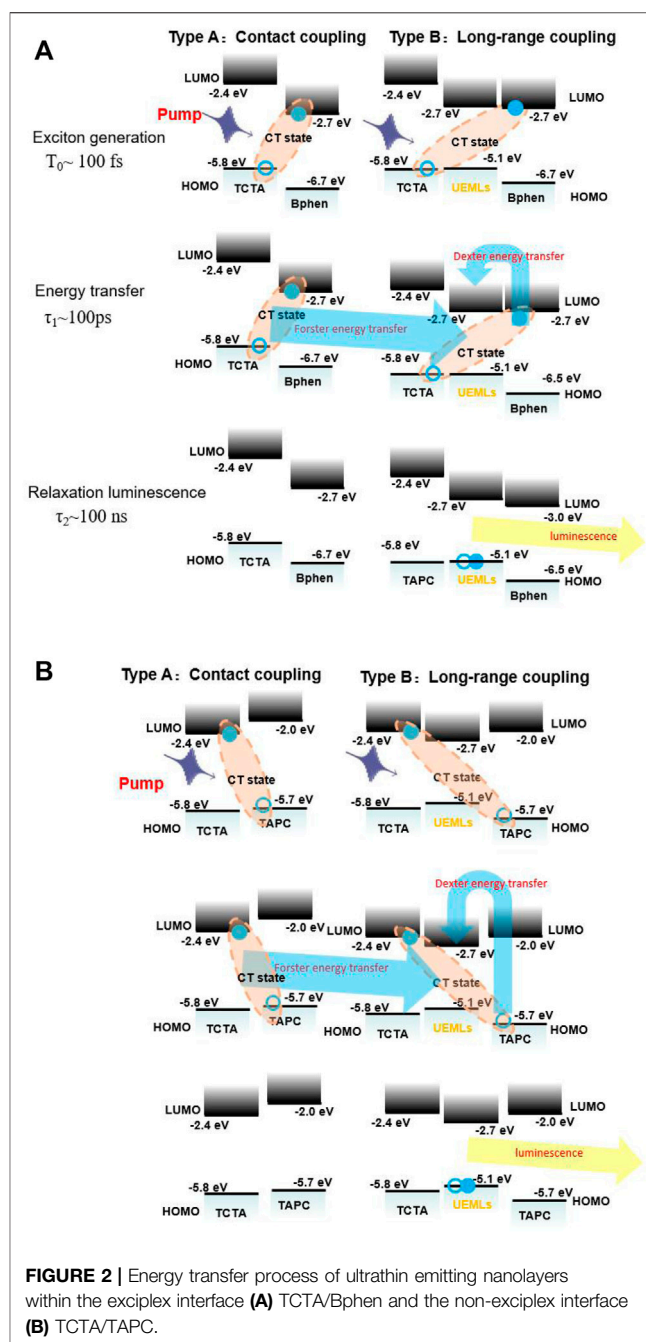 A
Type A: Contact coupling
Type B: Long-range coupling
LUMO
-2.4 eV
-2.7 eV
-2.4 eV
-2.7 eV
-2.7 eV
LUMO
Pump
Exciton generation
T₀~ 100 fs
CT state
CT state
-5.8 eV
HOMO
TCTA
-6.7 eV
Bphen
-5.8 eV
TCTA
-5.1 eV
UEMLs
-6.7 eV
Bphen
HOMO
Dexter energy transfer
LUMO
-2.4 eV
-2.7 eV
-2.4 eV
-2.7 eV
-2.7 eV
LUMO
Energy transfer
τ₁~100ps
CT state
Forster energy transfer
CT state
-5.8 eV
HOMO
TCTA
-6.7 eV
Bphen
-5.8 eV
TCTA
-5.1 eV
UEMLs
-6.5 eV
Bphen
HOMO
LUMO
-2.4 eV
-2.7 eV
-2.4 eV
-2.7 eV
-3.0 eV
LUMO
Relaxation luminescence
τ₂~100 ns
luminescence
-5.8 eV
HOMO
TCTA
-6.7 eV
Bphen
-5.8 eV
TAPC
-5.1 eV
UEMLs
-6.5 eV
Bphen
HOMO
B
Type A: Contact coupling
Type B: Long-range coupling
LUMO
-2.4 eV
-2.0 eV
-2.4 eV
-2.7 eV
-2.0 eV
LUMO
Pump
CT state
CT state
-5.8 eV
HOMO
TCTA
-5.7 eV
TAPC
-5.8 eV
TCTA
-5.1 eV
UEMLs
-5.7 eV
TAPC
HOMO
Dexter energy transfer
LUMO
-2.4 eV
-2.0 eV
LUMO
-2.4 eV
-2.7 eV
-2.0 eV
LUMO
Forster energy transfer
CT state
CT state
-5.8 eV
HOMO
TCTA
-5.7 eV
TAPC
-5.8 eV
TCTA
-5.1 eV
UEMLs
-5.7 eV
TAPC
HOMO
LUMO
-2.4 eV
-2.0 eV
-2.4 eV
-2.7 eV
-2.0 eV
LUMO
luminescence
-5.8 eV
HOMO
TCTA
-5.7 eV
TAPC
-5.8 eV
TCTA
-5.1 eV
UEMLs
-5.7 eV
TAPC
HOMO
FIGURE 2 | Energy transfer process of ultrathin emitting nanolayers
within the exciplex interface (A) TCTA/Bphen and the non-exciplex interface
(B) TCTA/TAPC.